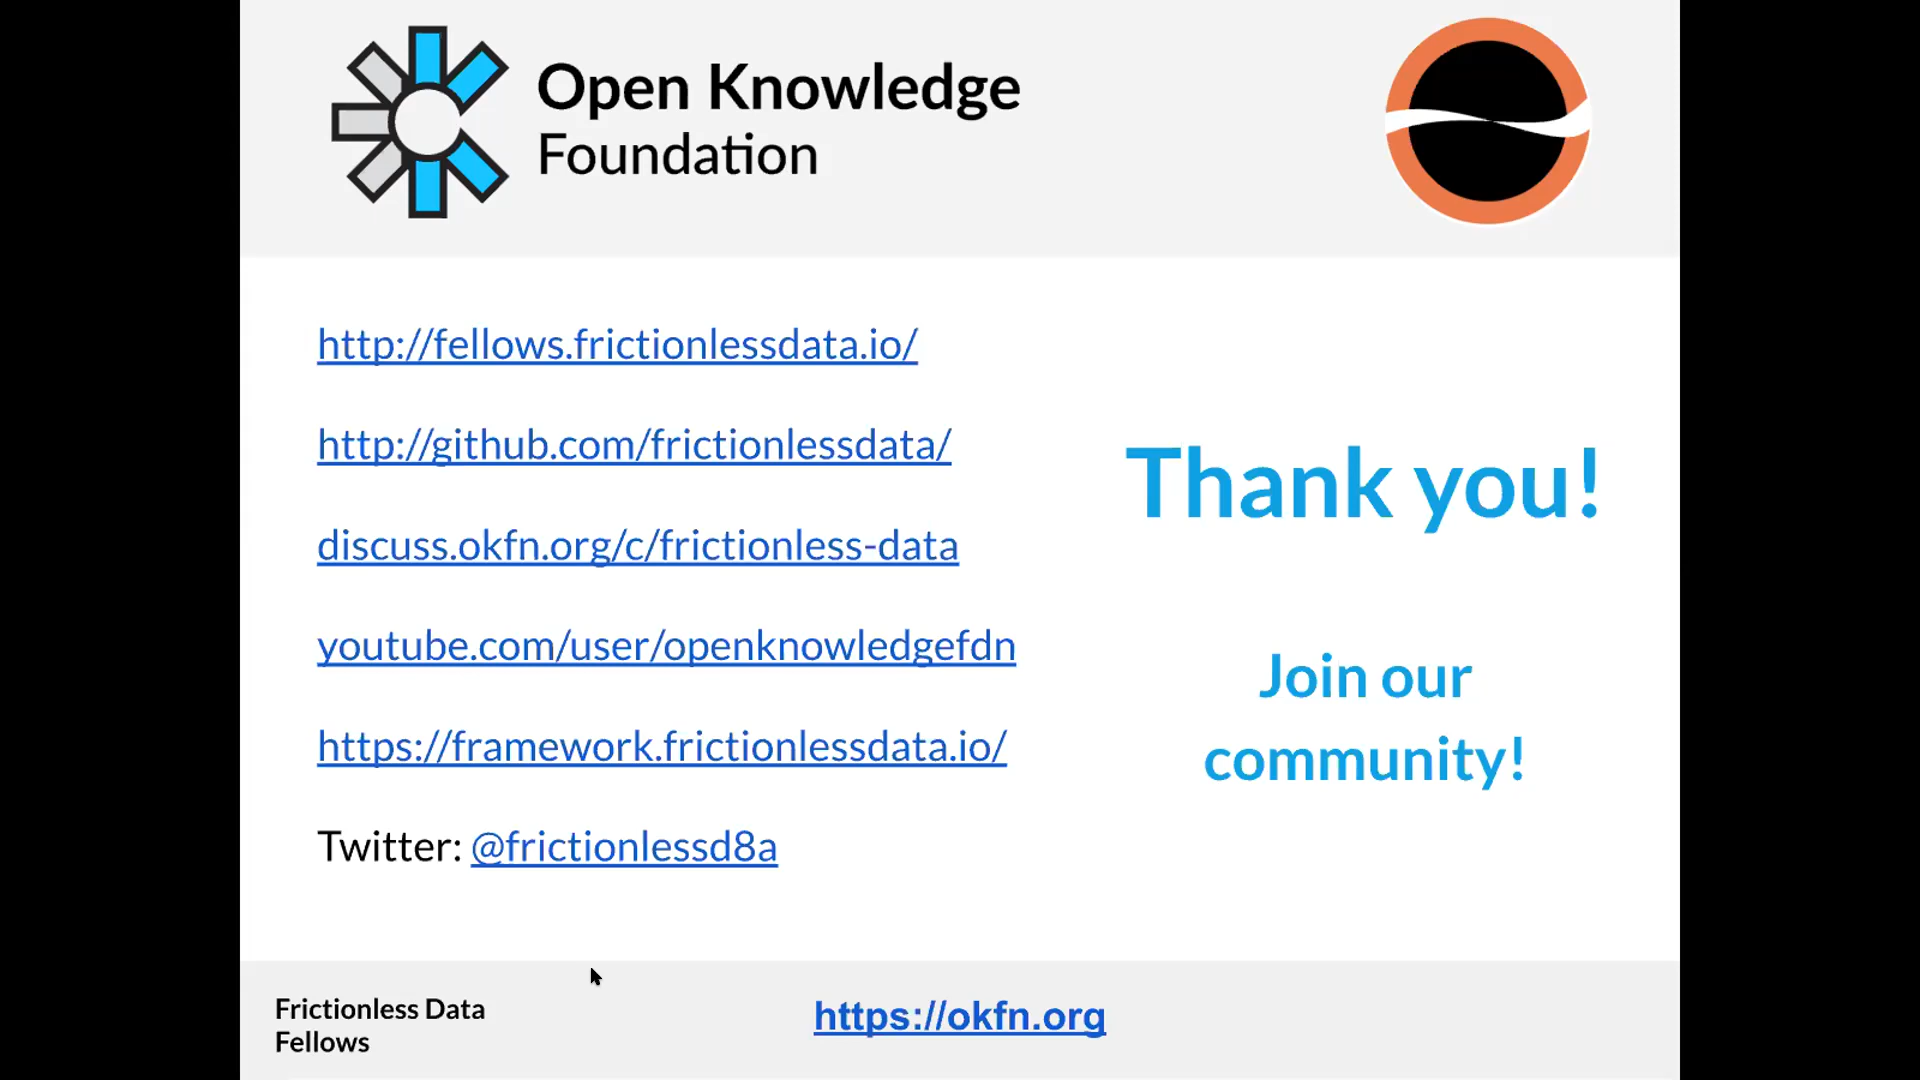 Open Knowledge
Foundation
http://fellows.frictionlessdata.io/
http://github.com/frictionlessdata/
discuss.okfn.org/c/frictionless-data
youtube.com/user/openknowledgefdn
https://framework.frictionlessdata.io/
Twitter: @frictionlessd8a
Thank you!
Join our
community!
Frictionless Data
Fellows
https://okfn.org